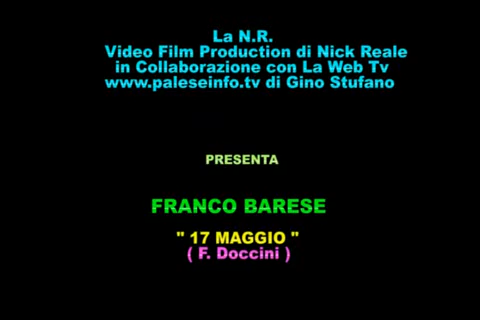 La N.R.
Video Film Production di Nick Reale
in Collaborazione con La Web Tv
www.paleseinfo.tv di Gino Stufano
PRESENTA
FRANCO BARESE
" 17 MAGGIO "
( F. Doccini )